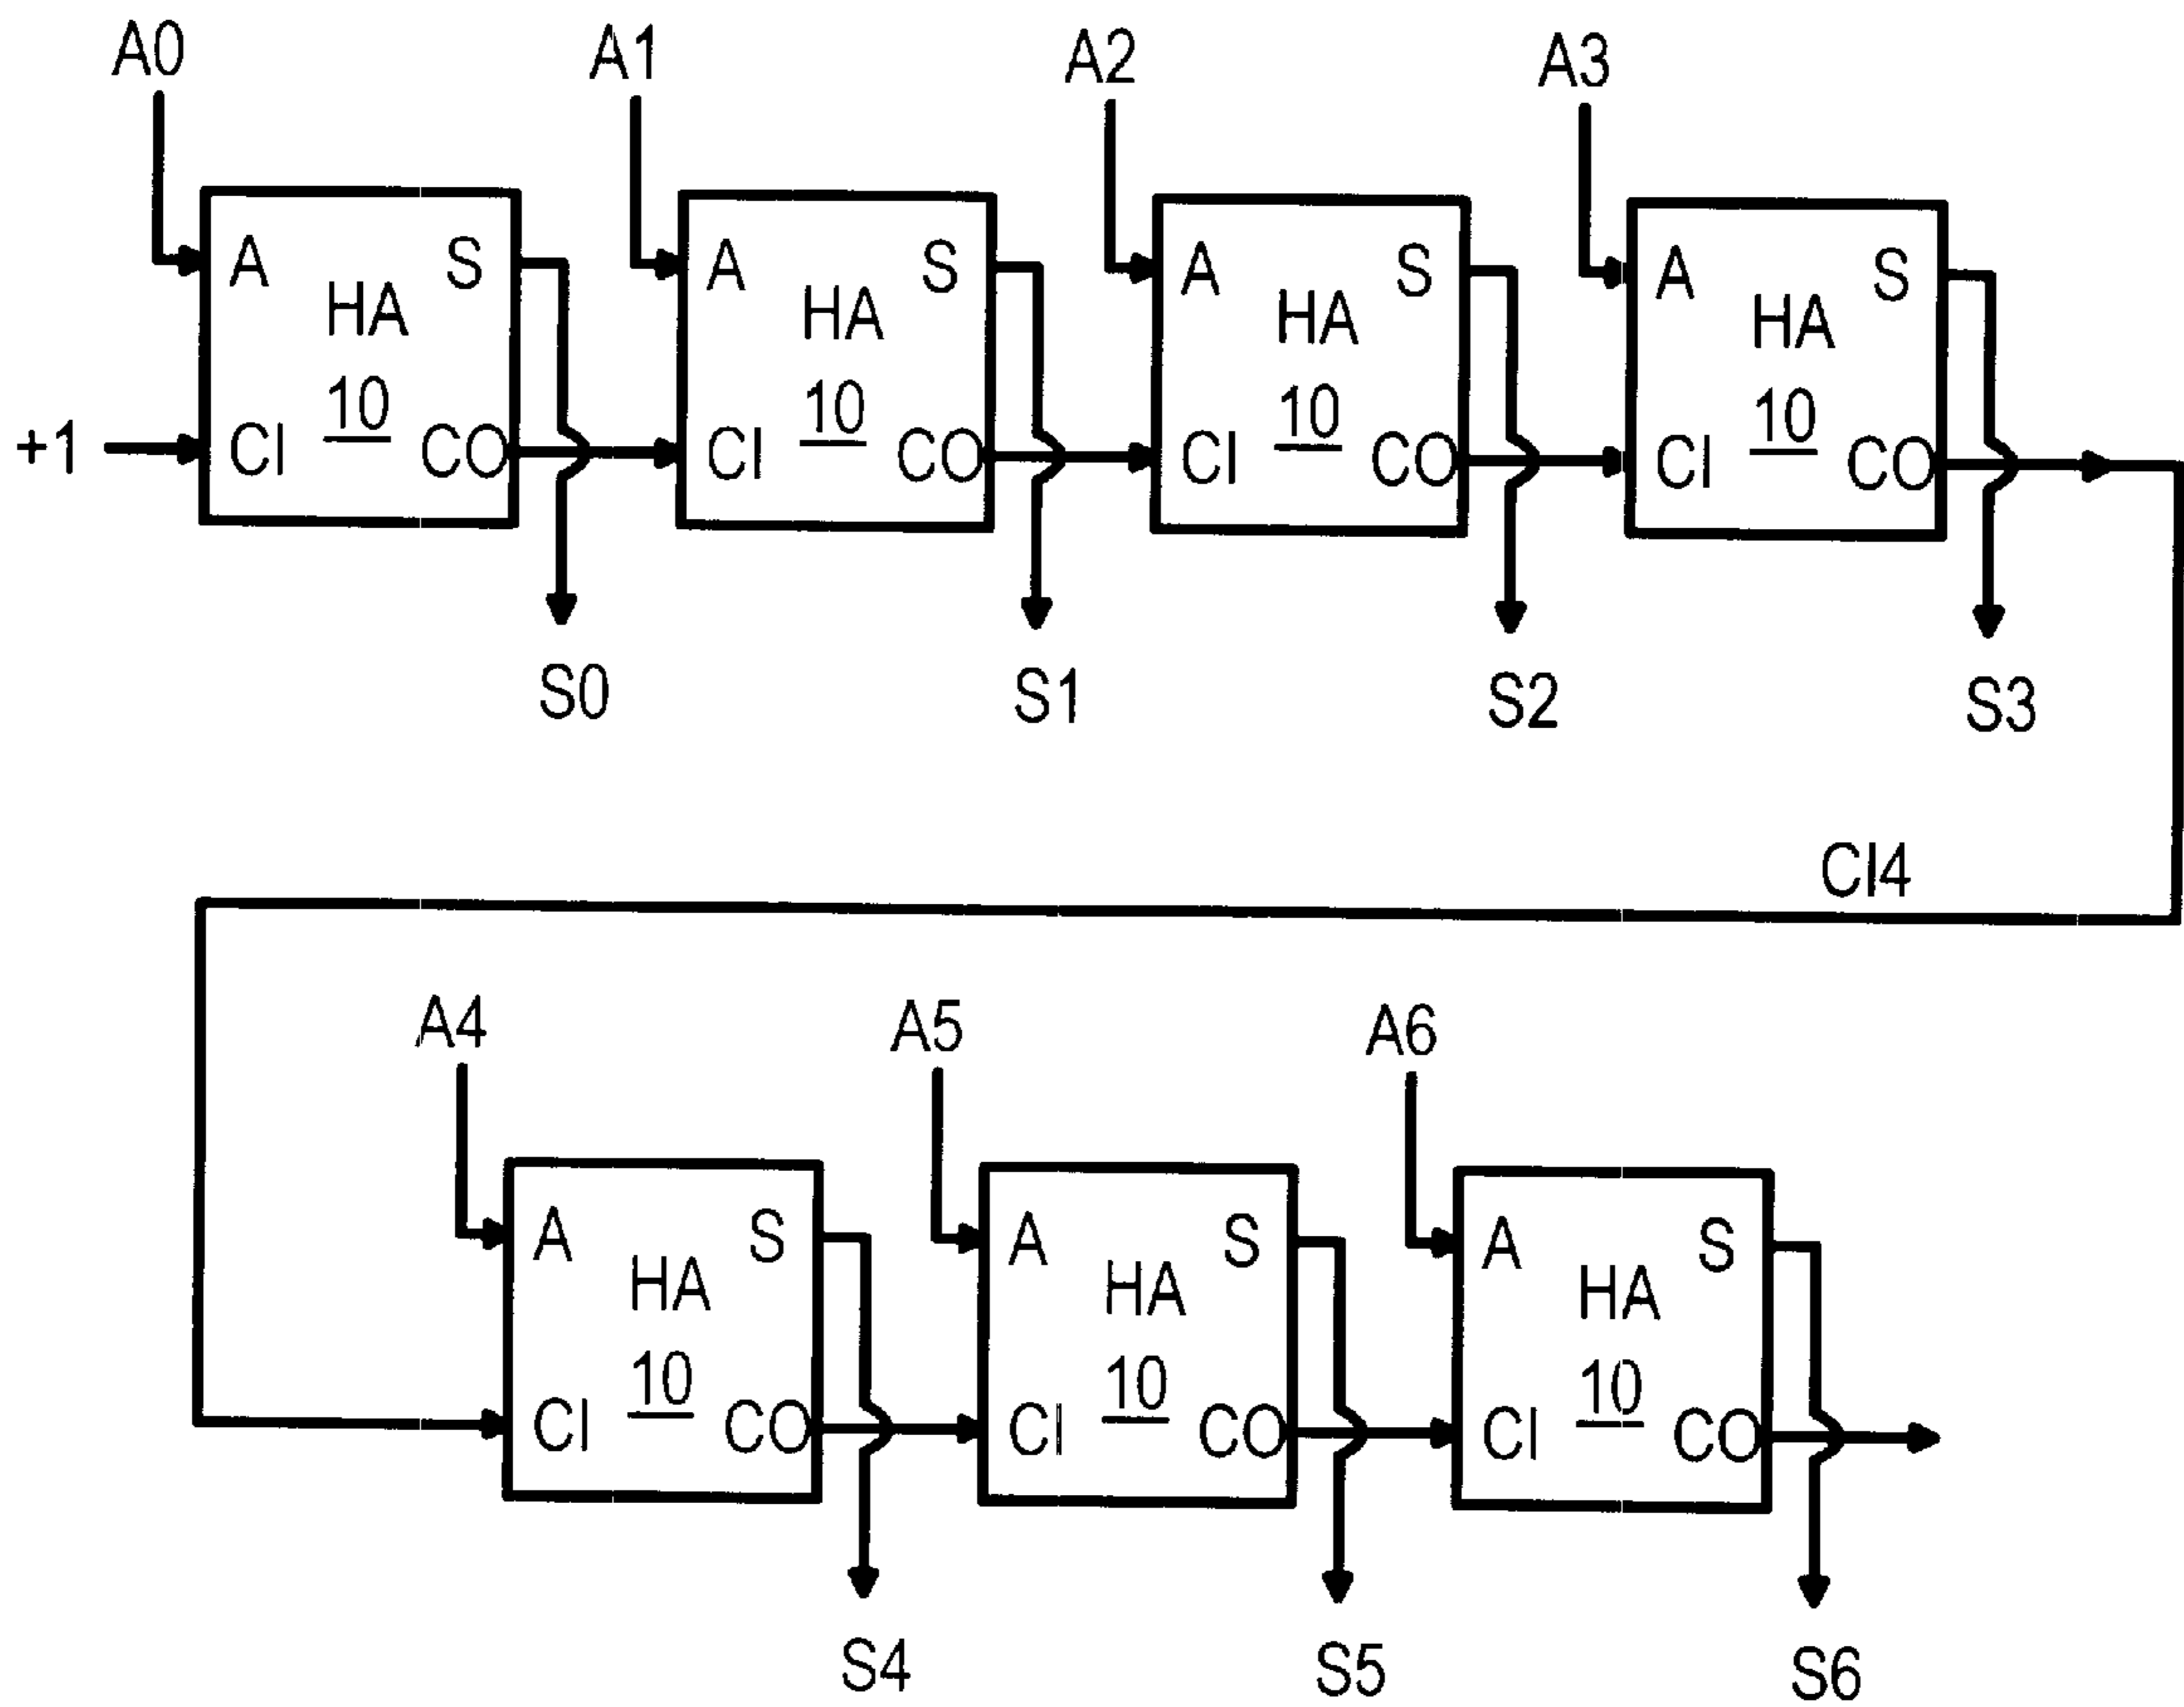 A0 A1 A2 A3
A S A S A S A S
HA HA HA HA
10 10 10 10
+1 CI CO CI CO CI CO CI CO
S0 S1 S2 S3
CI4
A4 A5 A6
A S A S A S
HA HA HA
10 10 10
CI CO CI CO CI CO
S4 S5 S6